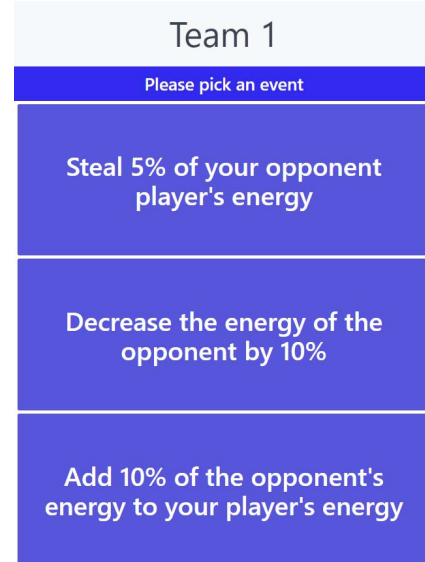 Team 1
Please pick an event
Steal 5% of your opponent
player's energy
Decrease the energy of the
opponent by 10%
Add 10% of the opponent's
energy to your player's energy